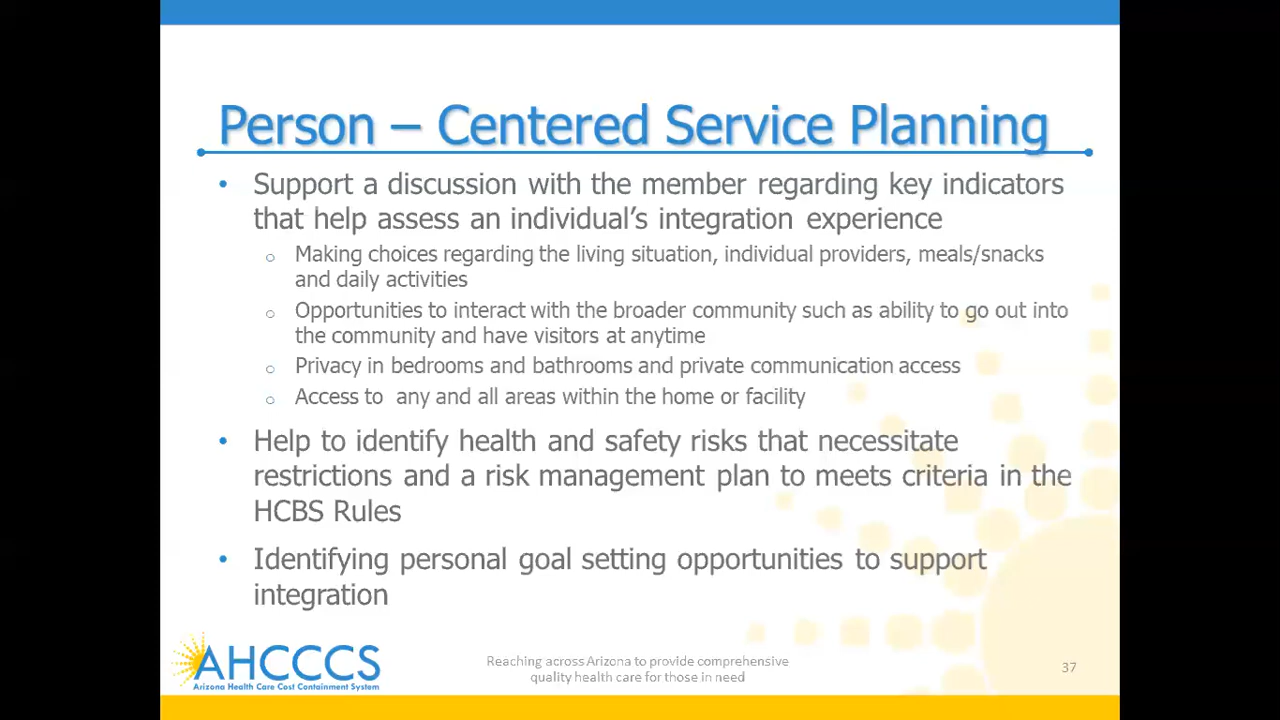 Person – Centered Service Planning
• Support a discussion with the member regarding key indicators
that help assess an individual's integration experience
o Making choices regarding the living situation, individual providers, meals/snacks
and daily activities
o Opportunities to interact with the broader community such as ability to go out into
the community and have visitors at anytime
o Privacy in bedrooms and bathrooms and private communication access
o Access to  any and all areas within the home or facility
• Help to identify health and safety risks that necessitate
restrictions and a risk management plan to meets criteria in the
HCBS Rules
• Identifying personal goal setting opportunities to support
integration
AHCCCS
Arizona Health Care Cost Containment System
Reaching across Arizona to provide comprehensive
quality health care for those in need
37